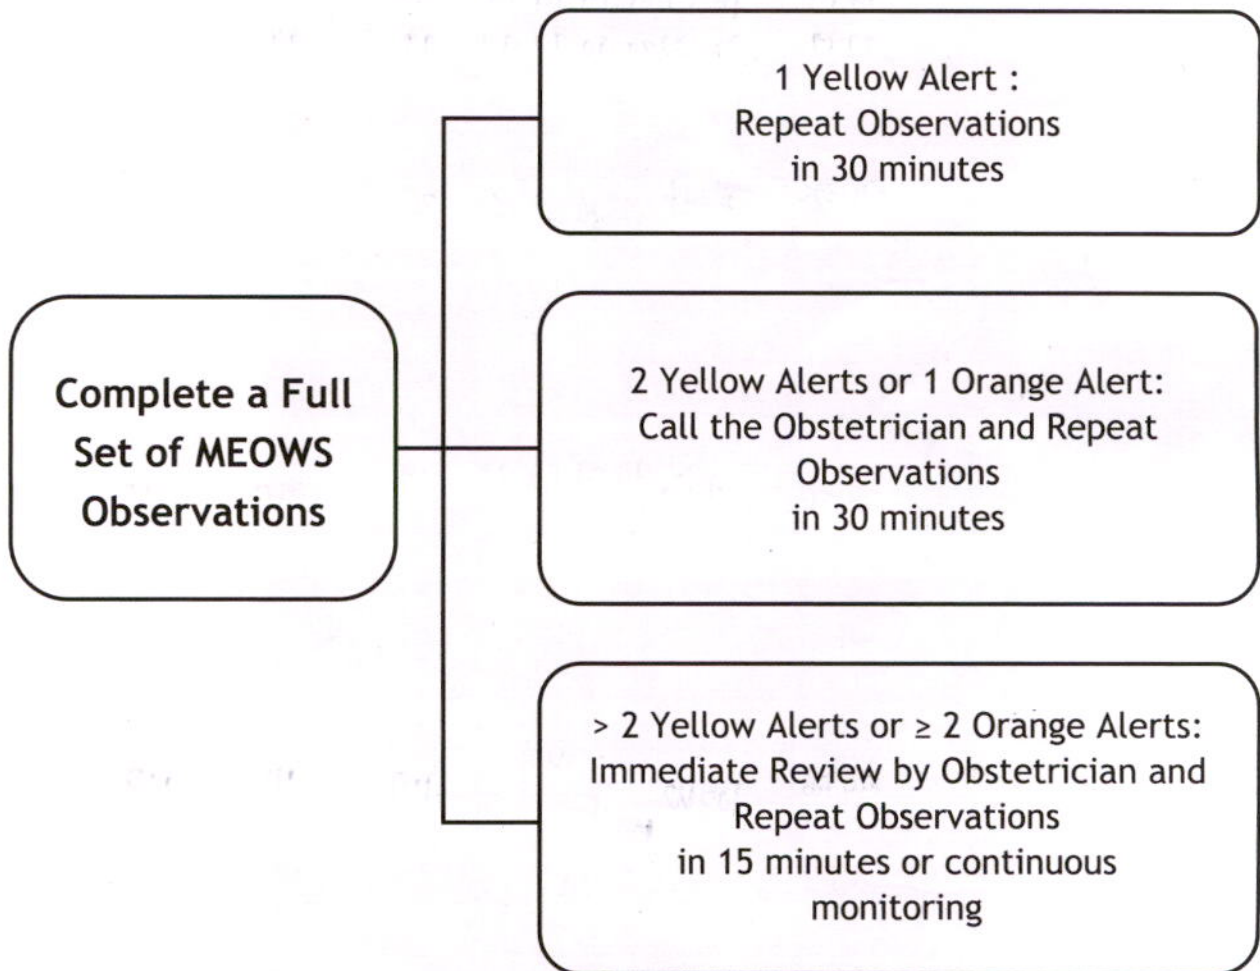 Complete a Full
Set of MEOWS
Observations
1 Yellow Alert :
Repeat Observations
in 30 minutes
2 Yellow Alerts or 1 Orange Alert:
Call the Obstetrician and Repeat
Observations
in 30 minutes
> 2 Yellow Alerts or ≥ 2 Orange Alerts:
Immediate Review by Obstetrician and
Repeat Observations
in 15 minutes or continuous
monitoring